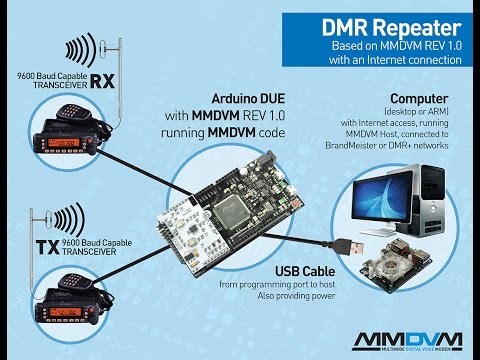 DMR Repeater
Based on MMDVM REV 1.0
with an Internet connection
9600 Baud Capable
TRANSCEIVER RX
Arduino DUE
with MMDVM REV 1.0
running MMDVM code
Computer
(desktop or ARM)
with Internet access, running
MMDVM Host, connected to
BrandMeister or DMR+ networks
TX 9600 Baud Capable
TRANSCEIVER
USB Cable
from programming port to host
Also providing power
MMDVM
MULTIMODE DIGITAL VOICE MODEM